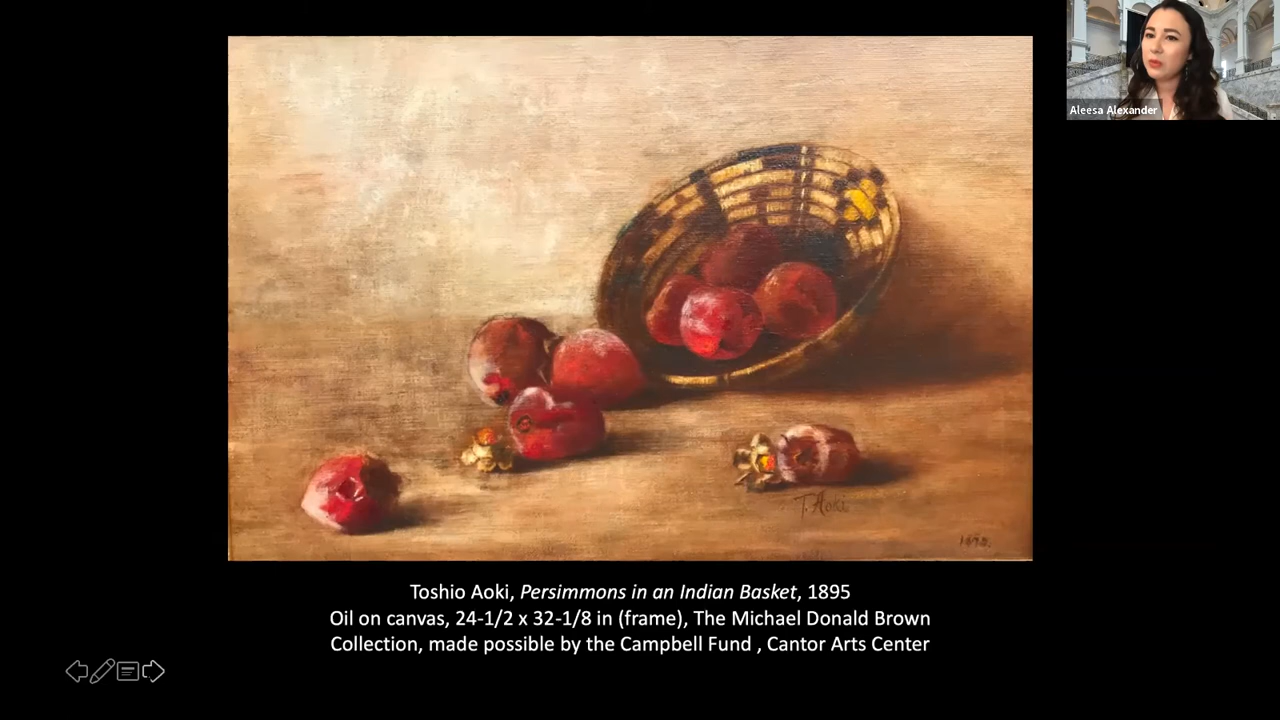 Aleesa Alexander
T. Aoki
Toshio Aoki, Persimmons in an Indian Basket, 1895
Oil on canvas, 24-1/2 x 32-1/8 in (frame), The Michael Donald Brown
Collection, made possible by the Campbell Fund , Cantor Arts Center